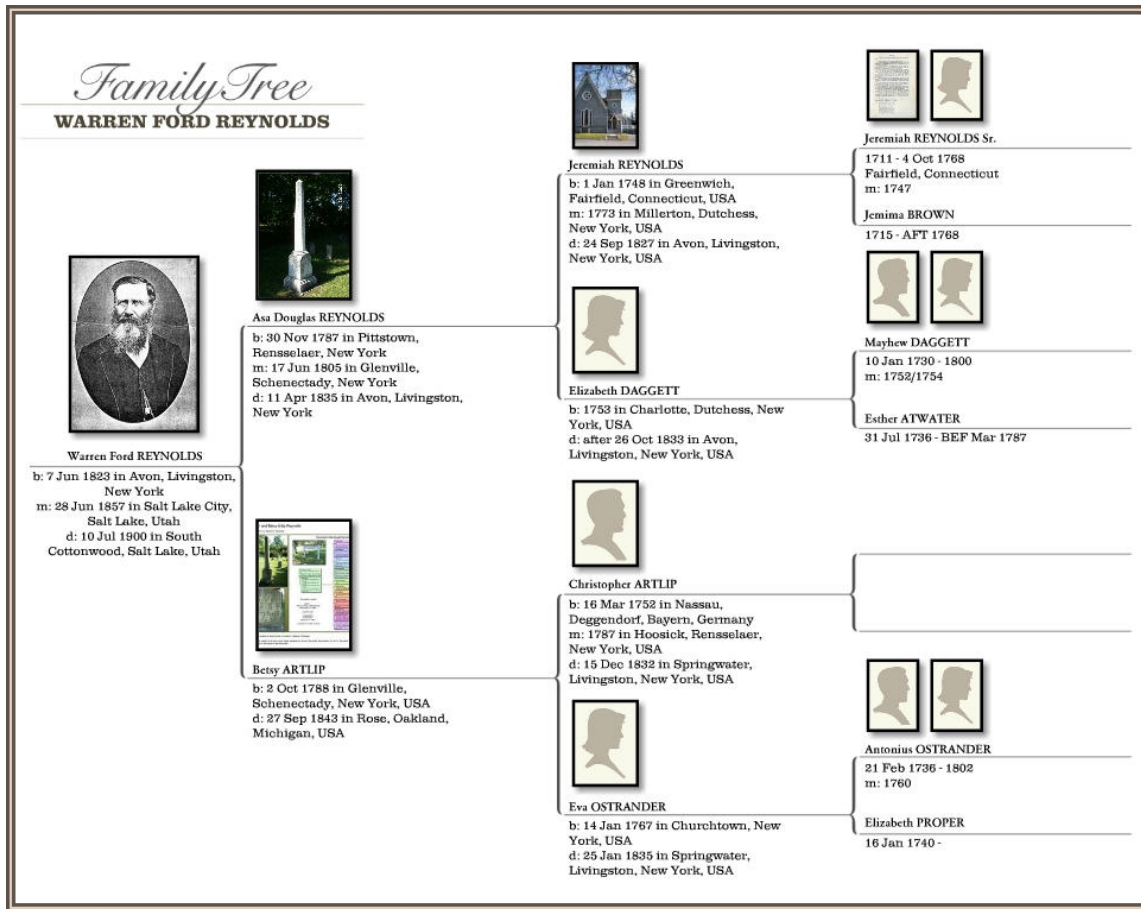 Family Tree
WARREN FORD REYNOLDS
Warren Ford REYNOLDS
b: 7 Jun 1823 in Avon, Livingston,
New York
m: 28 Jun 1857 in Salt Lake City,
Salt Lake, Utah
d: 10 Jul 1900 in South
Cottonwood, Salt Lake, Utah
Asa Douglas REYNOLDS
b: 30 Nov 1787 in Pittstown,
Rensselaer, New York
m: 17 Jun 1805 in Glenville,
Schenectady, New York
d: 11 Apr 1835 in Avon, Livingston,
New York
Betsy ARTLIP
b: 2 Oct 1788 in Glenville,
Schenectady, New York, USA
d: 27 Sep 1843 in Rose, Oakland,
Michigan, USA
Jeremiah REYNOLDS
b: 1 Jan 1748 in Greenwich,
Fairfield, Connecticut, USA
m: 1773 in Millerton, Dutchess,
New York, USA
d: 24 Sep 1827 in Avon, Livingston,
New York, USA
Elizabeth DAGGETT
b: 1753 in Charlotte, Dutchess, New
York, USA
d: after 26 Oct 1833 in Avon,
Livingston, New York, USA
Christopher ARTLIP
b: 16 Mar 1752 in Nassau,
Deggendorf, Bayern, Germany
m: 1787 in Hoosick, Rensselaer,
New York, USA
d: 15 Dec 1832 in Springwater,
Livingston, New York, USA
Eva OSTRANDER
b: 14 Jan 1767 in Churchtown, New
York, USA
d: 25 Jan 1835 in Springwater,
Livingston, New York, USA
Jeremiah REYNOLDS Sr.
1711 - 4 Oct 1768
Fairfield, Connecticut
m: 1747
Jemima BROWN
1715 - AFT 1768
Mayhew DAGGETT
10 Jan 1730 - 1800
m: 1752/1754
Esther ATWATER
31 Jul 1736 - BEF Mar 1787
Antonius OSTRANDER
21 Feb 1736 - 1802
m: 1760
Elizabeth PROPER
16 Jan 1740 -